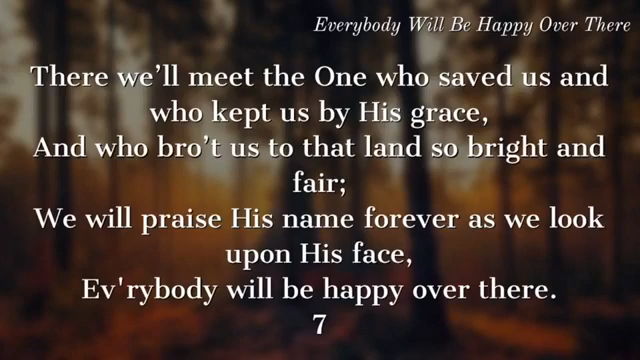 Everybody Will Be Happy Over There
There we’ll meet the One who saved us and
who kept us by His grace,
And who bro’t us to that land so bright and
fair;
We will praise His name forever as we look
upon His face,
Ev'rybody will be happy over there.
7